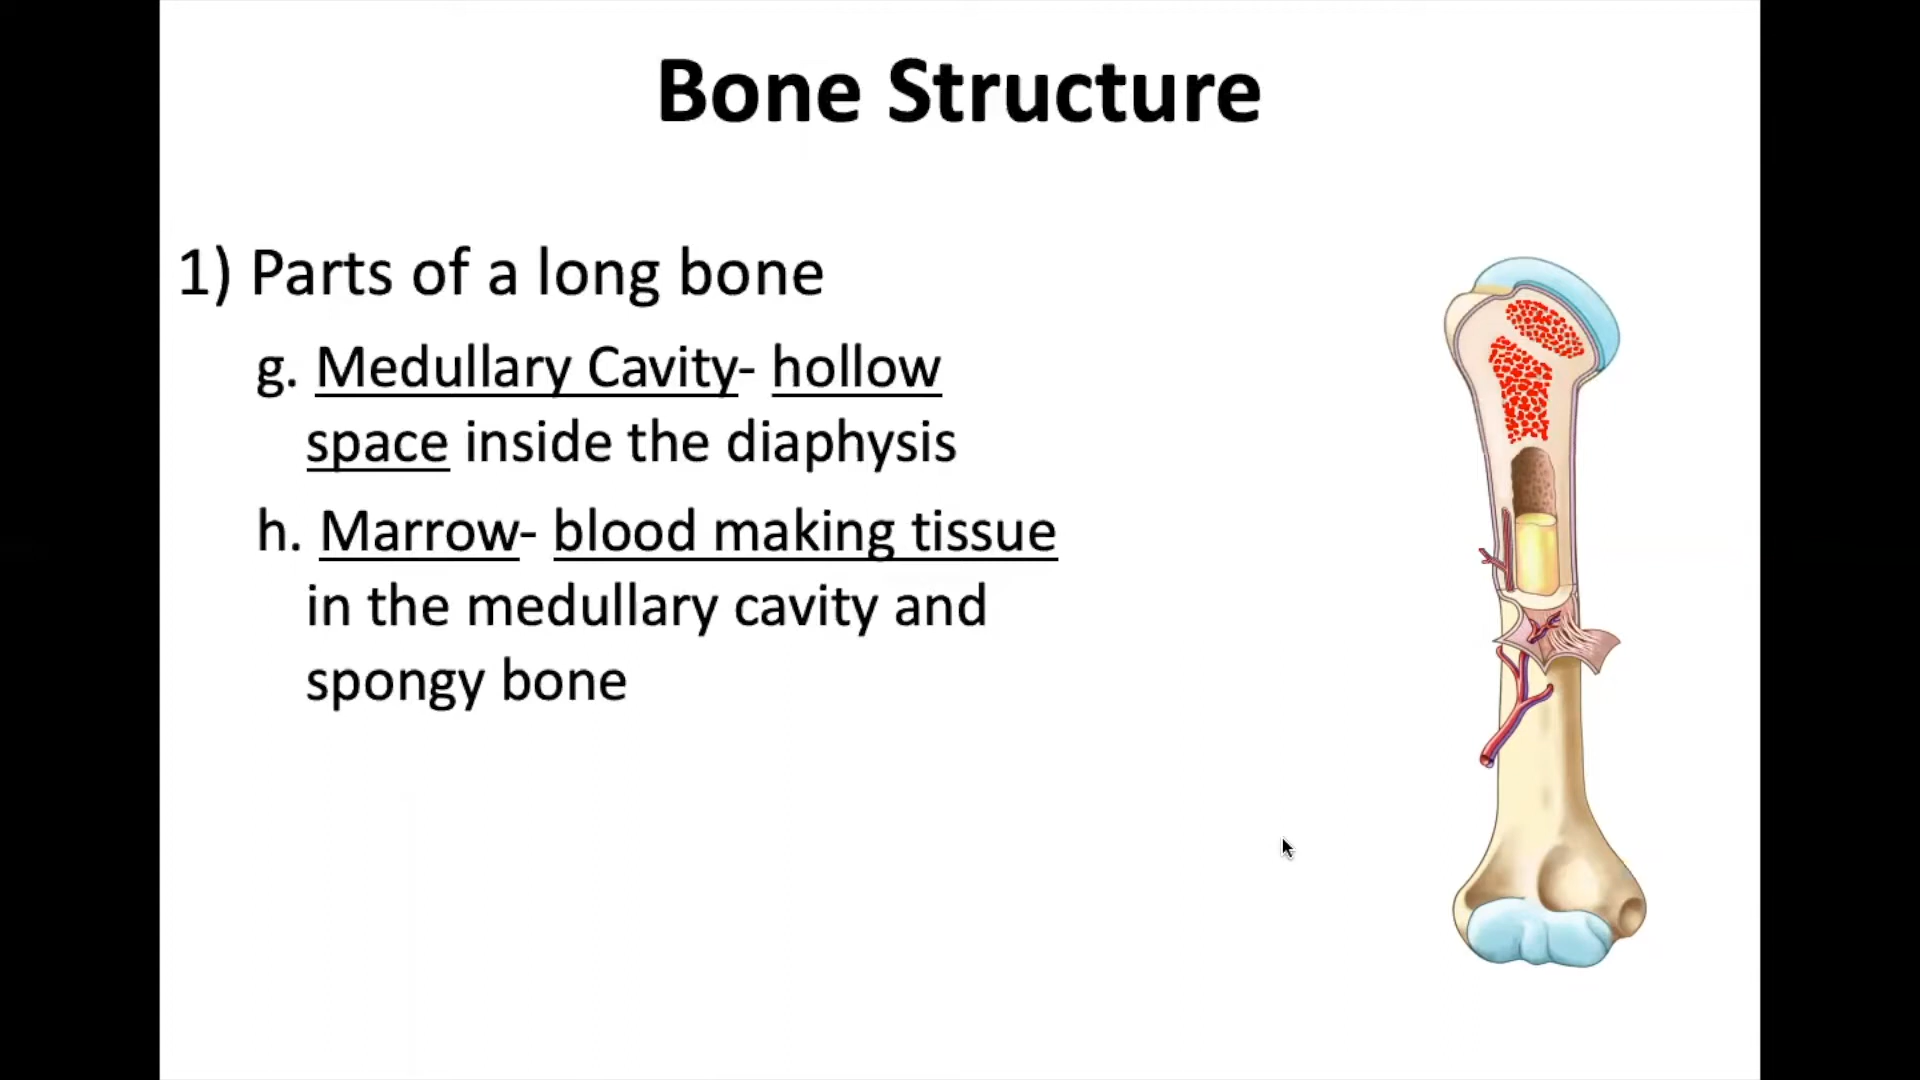 Bone Structure
1) Parts of a long bone
g. Medullary Cavity- hollow
space inside the diaphysis
h. Marrow- blood making tissue
in the medullary cavity and
spongy bone